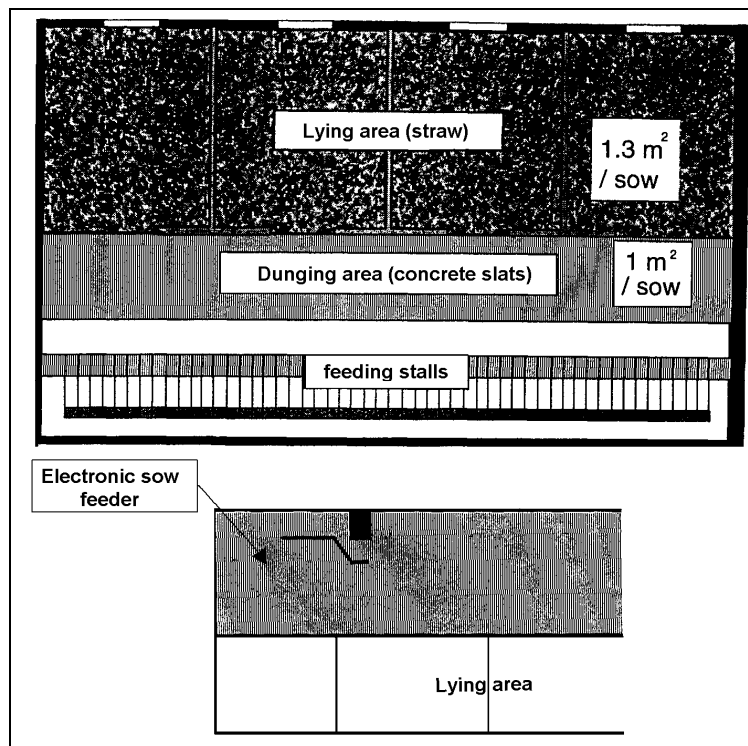 Lying area (straw)
1.3 m²
/ sow
Dunging area (concrete slats)
1 m²
/ sow
feeding stalls
Electronic sow
feeder
Lying area